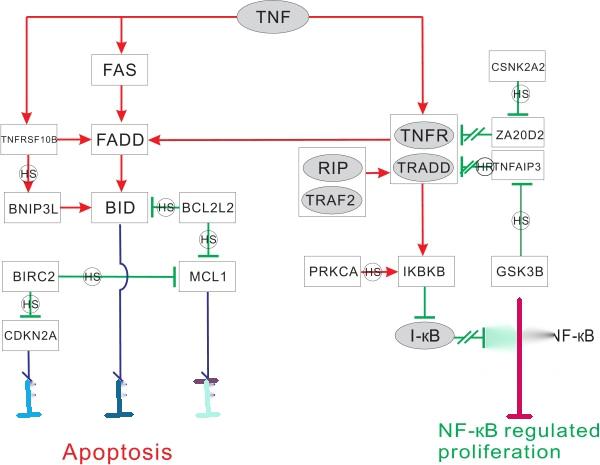 TNF
FAS
CSNK2A2
HS
TNFRSF10B
FADD
TNFR
ZA20D2
RIP
TRADD
HR
TNFAIP3
HS
TRAF2
BNIP3L
BID
HS
BCL2L2
HS
HS
BIRC2
HS
MCL1
PRKCA
HS
IKBKB
GSK3B
HS
CDKN2A
I-κB
NF-κB
Apoptosis
NF-κB regulated
proliferation